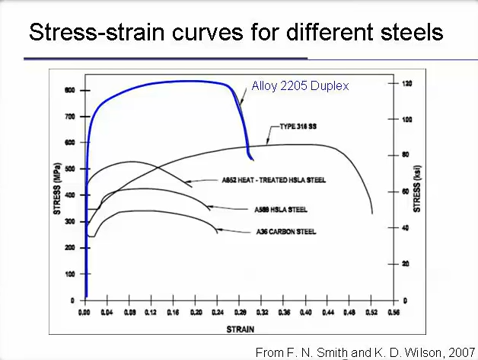 Stress-strain curves for different steels
Alloy 2205 Duplex
TYPE 316 SS
A852 HEAT - TREATED HSLA STEEL
A588 HSLA STEEL
A36 CARBON STEEL
STRESS (MPa)
800
700
600
500
400
300
200
100
0
STRESS (ksi)
120
100
80
60
40
20
0
0.0 0.04 0.08 0.12 0.16 0.20 0.24 0.28 0.32 0.36 0.40 0.44 0.48 0.52 0.56
STRAIN
From F. N. Smith and K. D. Wilson, 2007